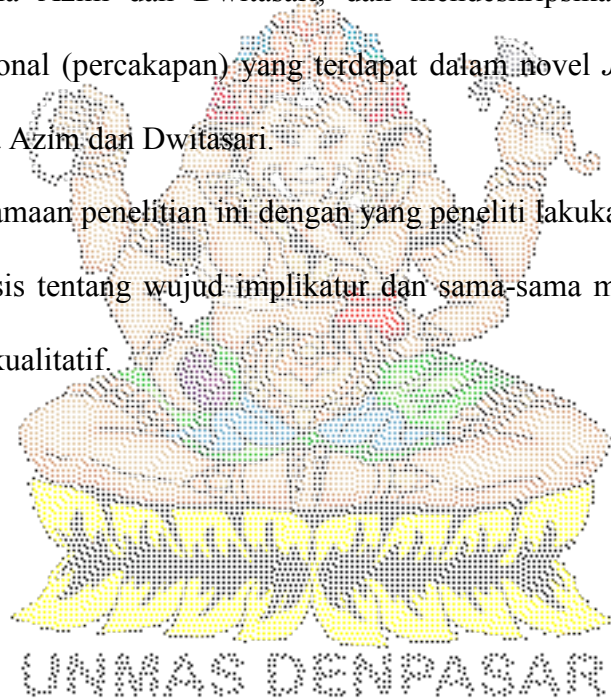 Azim dan Dwitasari, dan mendeskripsika
onal (percakapan) yang terdapat dalam novel J
Azim dan Dwitasari.
amaan penelitian ini dengan yang peneliti lakuka
sis tentang wujud implikatur dan sama-sama m
kualitatif.
UNMAS DENPASAR